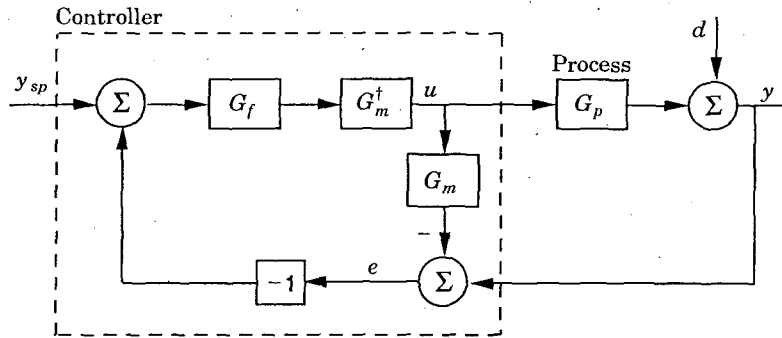 Controller
d
y_sp
Σ
G_f
G_m^†
u
Process
G_p
Σ
y
G_m
−
−1
e
Σ